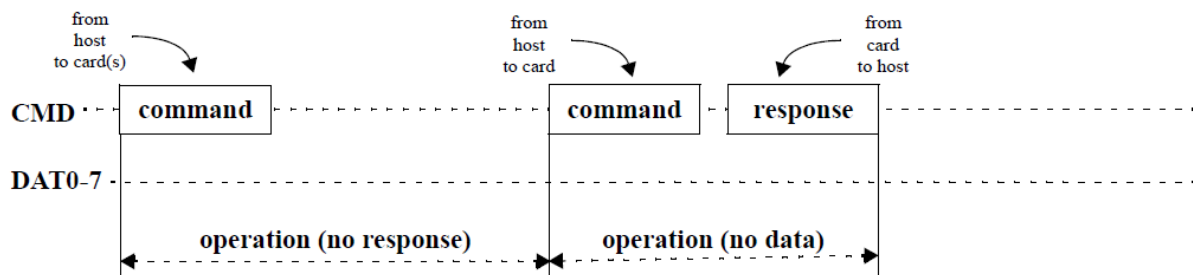 from
host
to card(s)
from
host
to card
from
card
to host
CMD
command
command
response
DAT0-7
operation (no response)
operation (no data)